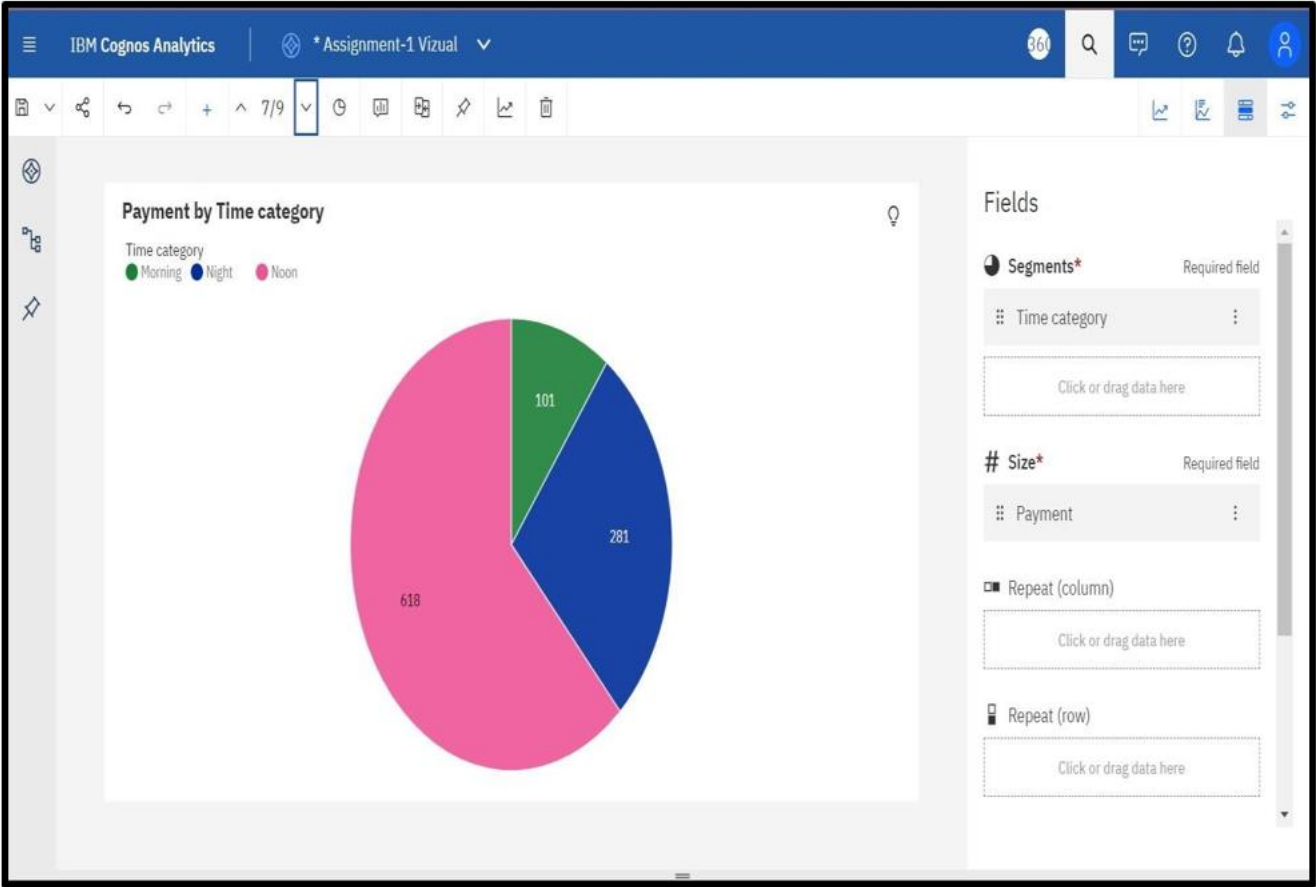 IBM Cognos Analytics
* Assignment-1 Vizual
360
7/9
Payment by Time category
Time category
Morning Night Noon
101
281
618
Fields
Segments* Required field
Time category
Click or drag data here
# Size* Required field
Payment
Repeat (column)
Click or drag data here
Repeat (row)
Click or drag data here